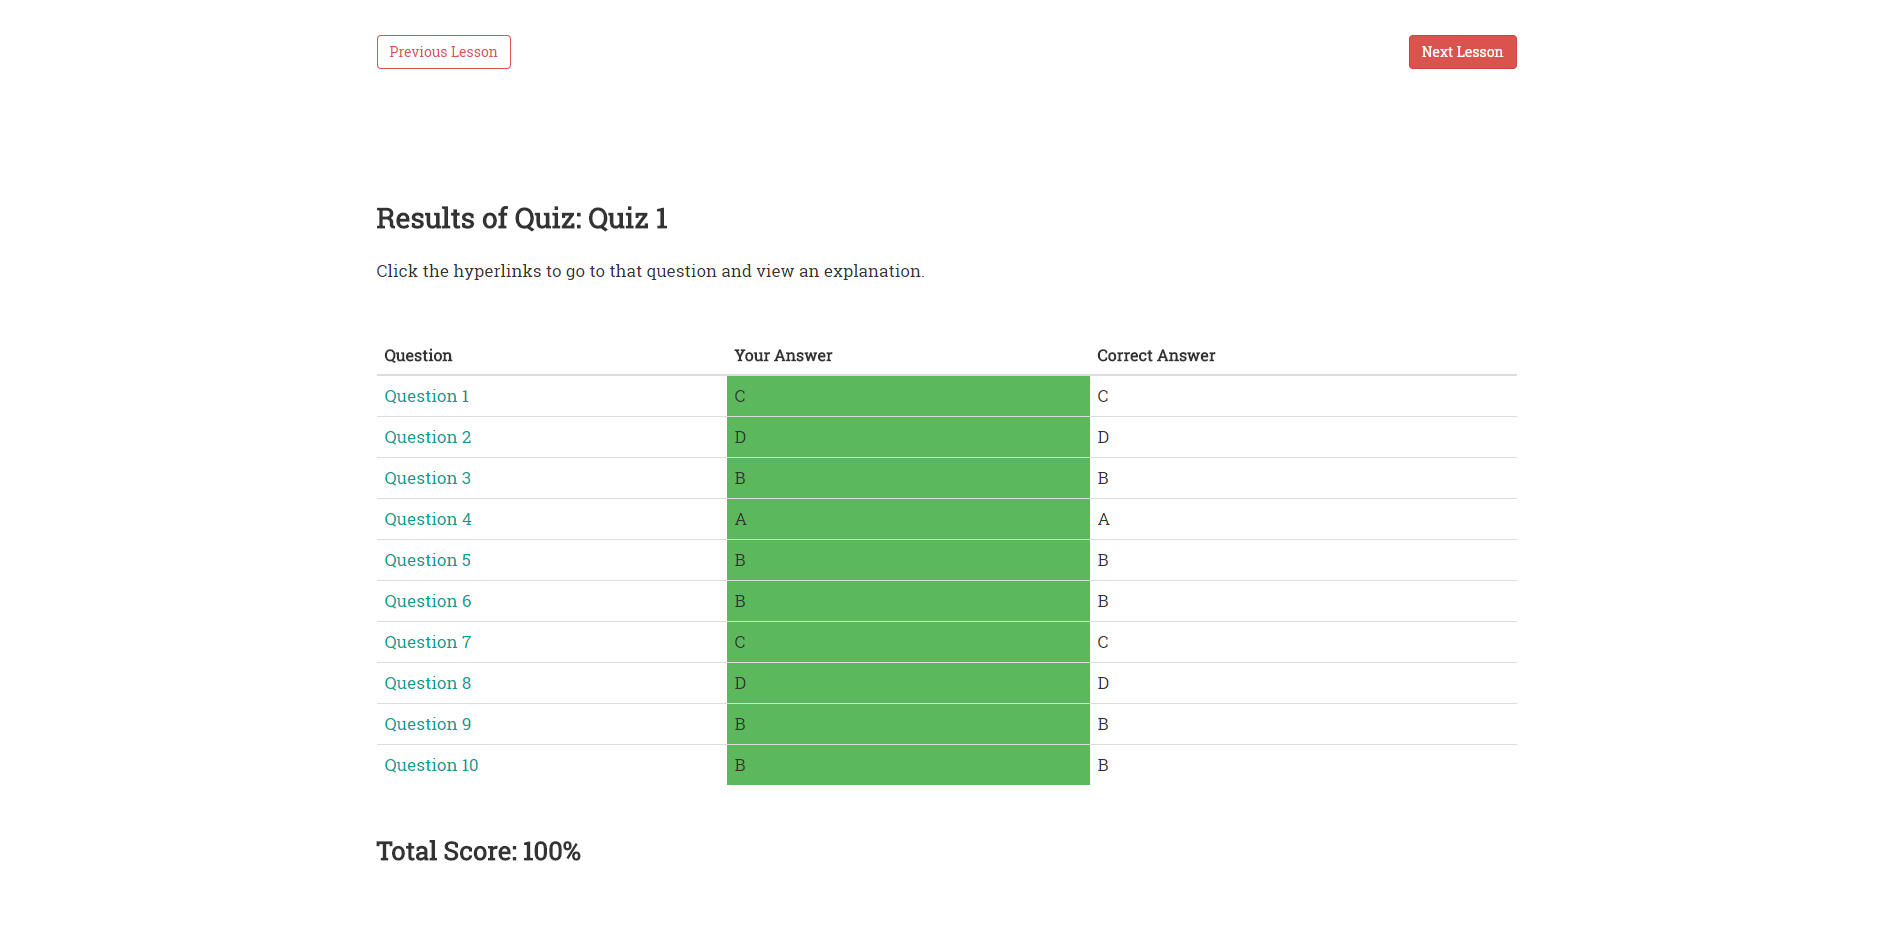 Previous Lesson Next Lesson
Results of Quiz: Quiz 1
Click the hyperlinks to go to that question and view an explanation.
Question Your Answer Correct Answer
Question 1 C C
Question 2 D D
Question 3 B B
Question 4 A A
Question 5 B B
Question 6 B B
Question 7 C C
Question 8 D D
Question 9 B B
Question 10 B B
Total Score: 100%